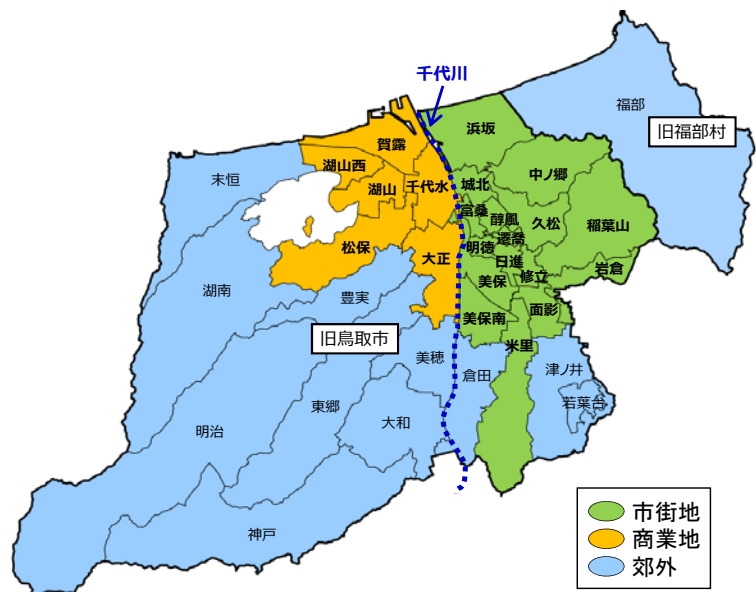 千代川
福部
浜坂
旧福部村
賀露
末恒
湖山西
中ノ郷
千代水
城北
湖山
富桑
醇風
久松
稲葉山
遷喬
松保
明徳
大正
日進
岩倉
修立
美保
湖南
豊実
面影
美保南
旧鳥取市
米里
美穂
津ノ井
倉田
若葉台
東郷
大和
明治
神戸
市街地
商業地
郊外